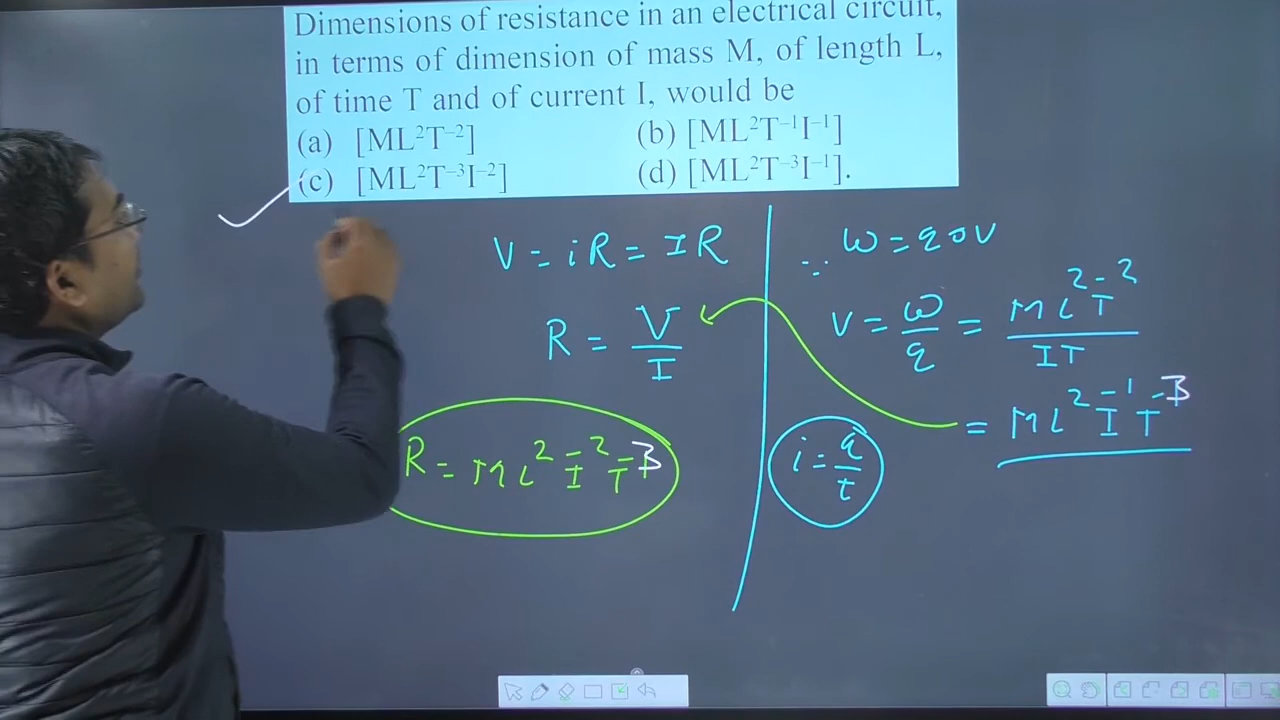 Dimensions of resistance in an electrical circuit,
in terms of dimension of mass M, of length L,
of time T and of current I, would be
(a) [ML²T⁻²] (b) [ML²T⁻¹I⁻¹]
(c) [ML²T⁻³I⁻²] (d) [ML²T⁻³I⁻¹].
V = iR = IR
R = V/I
R = ML²I⁻²T⁻³
∵ W = q△V
V = W/q = ML²T⁻²/IT
= ML²I⁻¹T⁻³
i = q/t